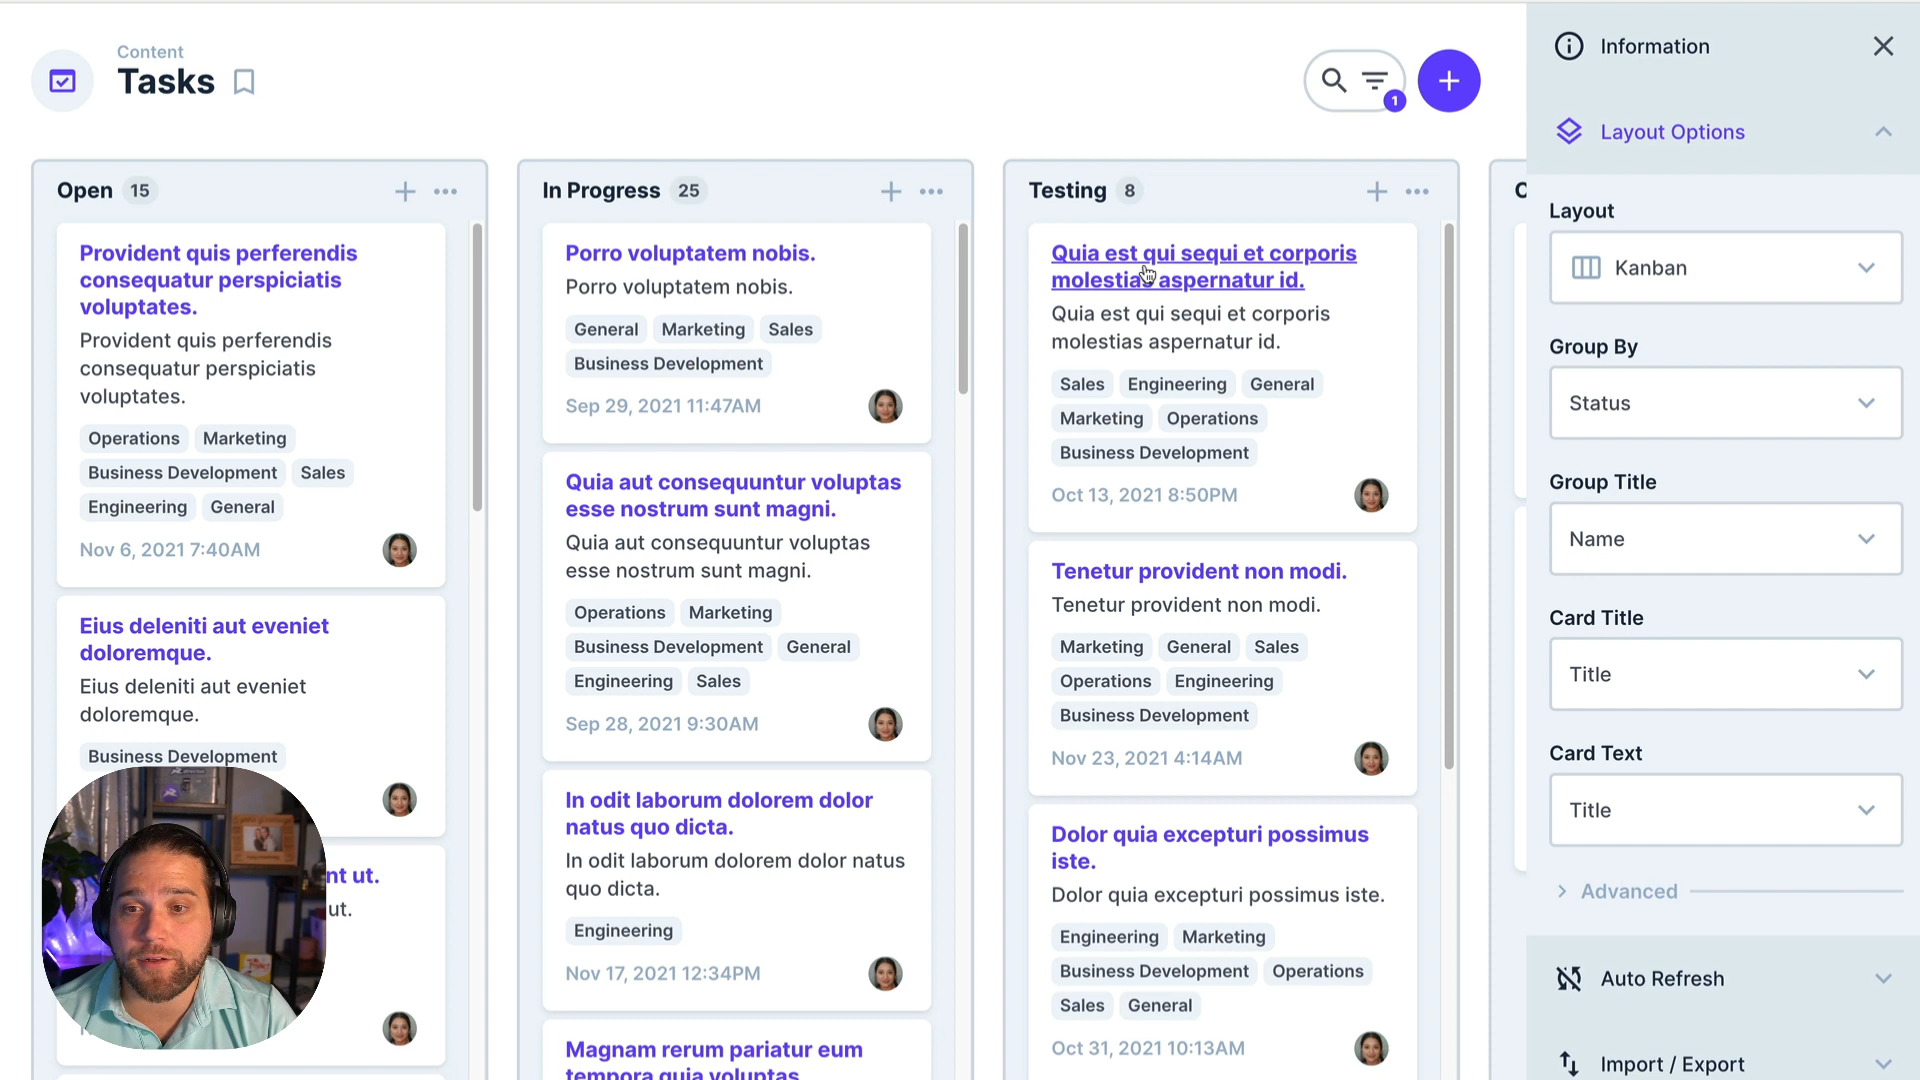 Content
Tasks
1
Information
Layout Options
Open 15
Provident quis perferendis
consequatur perspiciatis
voluptates.
Provident quis perferendis
consequatur perspiciatis
voluptates.
Operations Marketing
Business Development Sales
Engineering General
Nov 6, 2021 7:40AM
Eius deleniti aut eveniet
doloremque.
Eius deleniti aut eveniet
doloremque.
Business Development
nt ut.
ut.
In Progress 25
Porro voluptatem nobis.
Porro voluptatem nobis.
General Marketing Sales
Business Development
Sep 29, 2021 11:47AM
Quia aut consequuntur voluptas
esse nostrum sunt magni.
Quia aut consequuntur voluptas
esse nostrum sunt magni.
Operations Marketing
Business Development General
Engineering Sales
Sep 28, 2021 9:30AM
In odit laborum dolorem dolor
natus quo dicta.
In odit laborum dolorem dolor natus
quo dicta.
Engineering
Nov 17, 2021 12:34PM
Magnam rerum pariatur eum
tempora quia voluptas
Testing 8
Quia est qui sequi et corporis
molestias aspernatur id.
Quia est qui sequi et corporis
molestias aspernatur id.
Sales Engineering General
Marketing Operations
Business Development
Oct 13, 2021 8:50PM
Tenetur provident non modi.
Tenetur provident non modi.
Marketing General Sales
Operations Engineering
Business Development
Nov 23, 2021 4:14AM
Dolor quia excepturi possimus
iste.
Dolor quia excepturi possimus iste.
Engineering Marketing
Business Development Operations
Sales General
Oct 31, 2021 10:13AM
Layout
Kanban
Group By
Status
Group Title
Name
Card Title
Title
Card Text
Title
Advanced
Auto Refresh
Import / Export